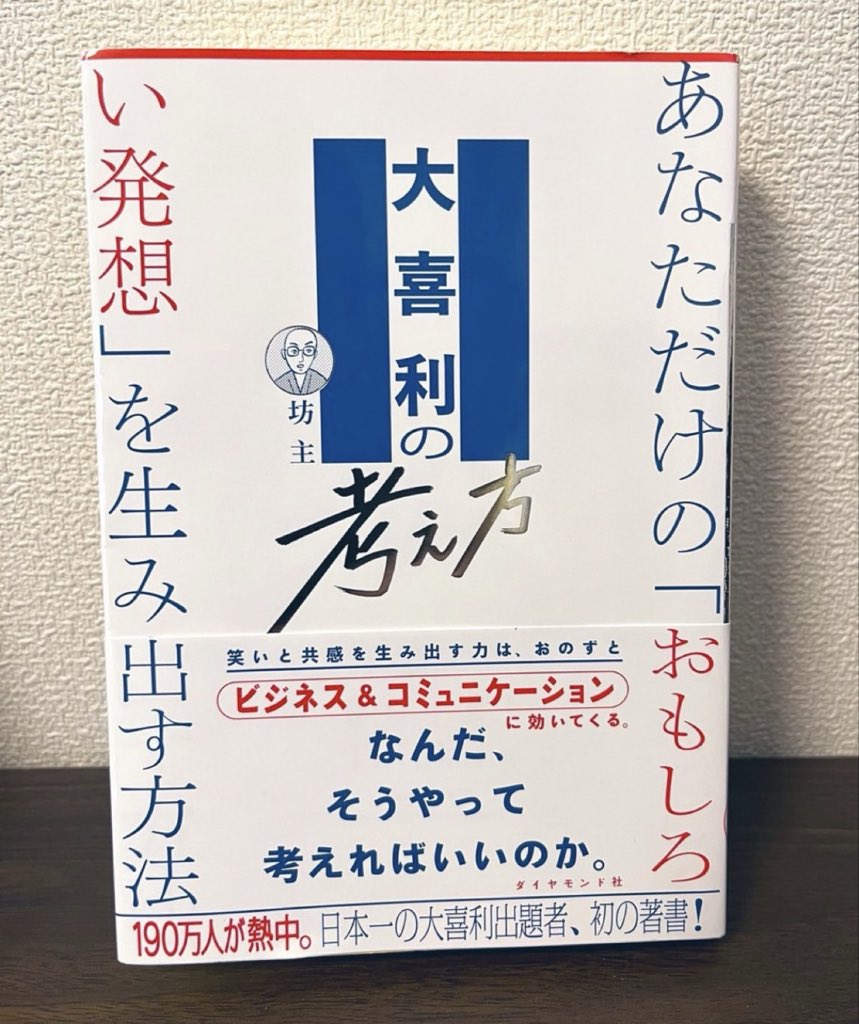 あなただけの「おもしろ
い発想」を生み出す方法
大喜利の
考え方
坊主
笑いと共感を生み出す力は、おのずと
ビジネス&コミュニケーション
に効いてくる。
なんだ、
そうやって
考えればいいのか。
ダイヤモンド社
190万人が熱中。日本一の大喜利出題者、初の著書!